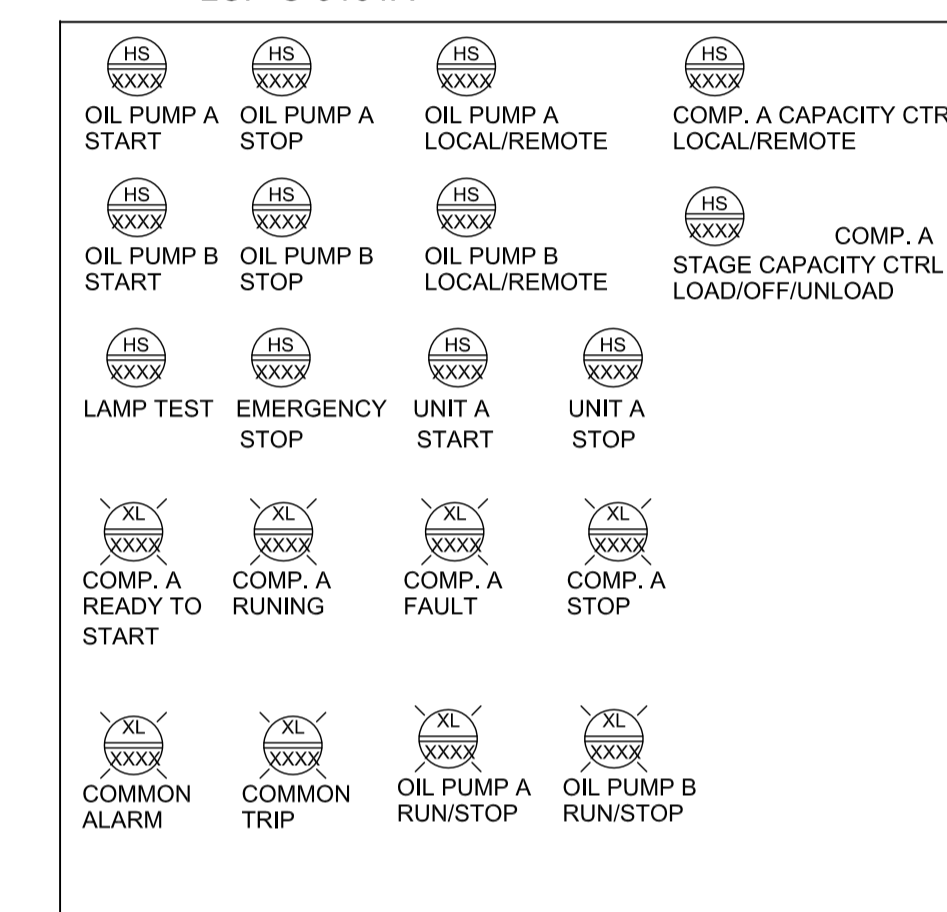 HS HS HS HS
XXXX XXXX XXXX XXXX
OIL PUMP A OIL PUMP A OIL PUMP A COMP. A CAPACITY CTR
START STOP LOCAL/REMOTE LOCAL/REMOTE
HS HS HS HS
XXXX XXXX XXXX XXXX COMP. A
OIL PUMP B OIL PUMP B OIL PUMP B STAGE CAPACITY CTRL
START STOP LOCAL/REMOTE LOAD/OFF/UNLOAD
HS HS HS HS
XXXX XXXX XXXX XXXX
LAMP TEST EMERGENCY UNIT A UNIT A
STOP START STOP
XL XL XL XL
XXXX XXXX XXXX XXXX
COMP. A COMP. A COMP. A COMP. A
READY TO RUNING FAULT STOP
START
XL XL XL XL
XXXX XXXX XXXX XXXX
COMMON COMMON OIL PUMP A OIL PUMP B
ALARM TRIP RUN/STOP RUN/STOP